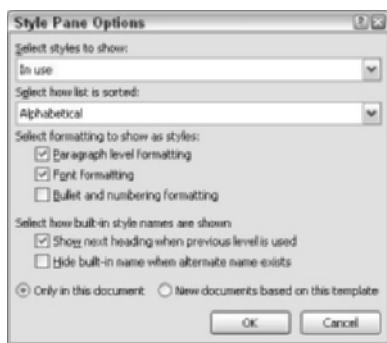 Style Pane Options
Select styles to show:
In use
Select how list is sorted:
Alphabetical
Select formatting to show as styles:
Paragraph level formatting
Font formatting
Bullet and numbering formatting
Select how built-in style names are shown
Show next heading when previous level is used
Hide built-in name when alternate name exists
Only in this document New documents based on this template
OK Cancel